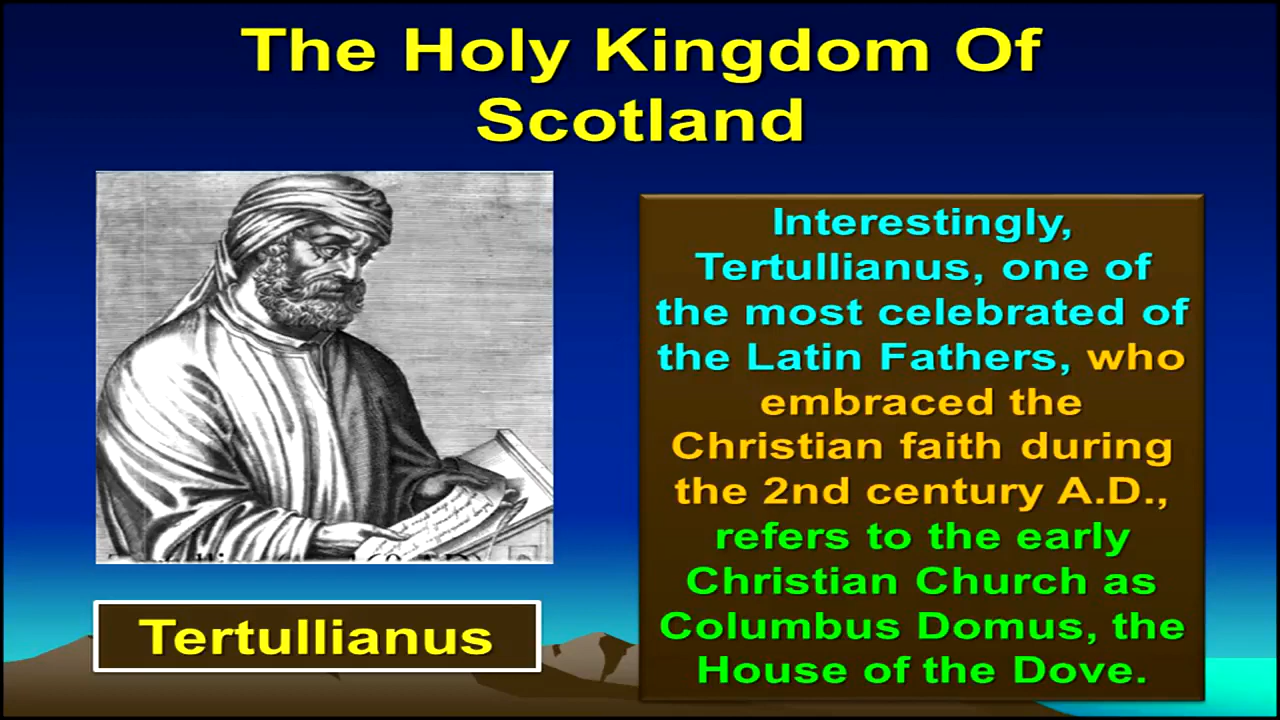 The Holy Kingdom Of
Scotland
Interestingly,
Tertullianus, one of
the most celebrated of
the Latin Fathers, who
embraced the
Christian faith during
the 2nd century A.D.,
refers to the early
Christian Church as
Columbus Domus, the
House of the Dove.
Tertullianus